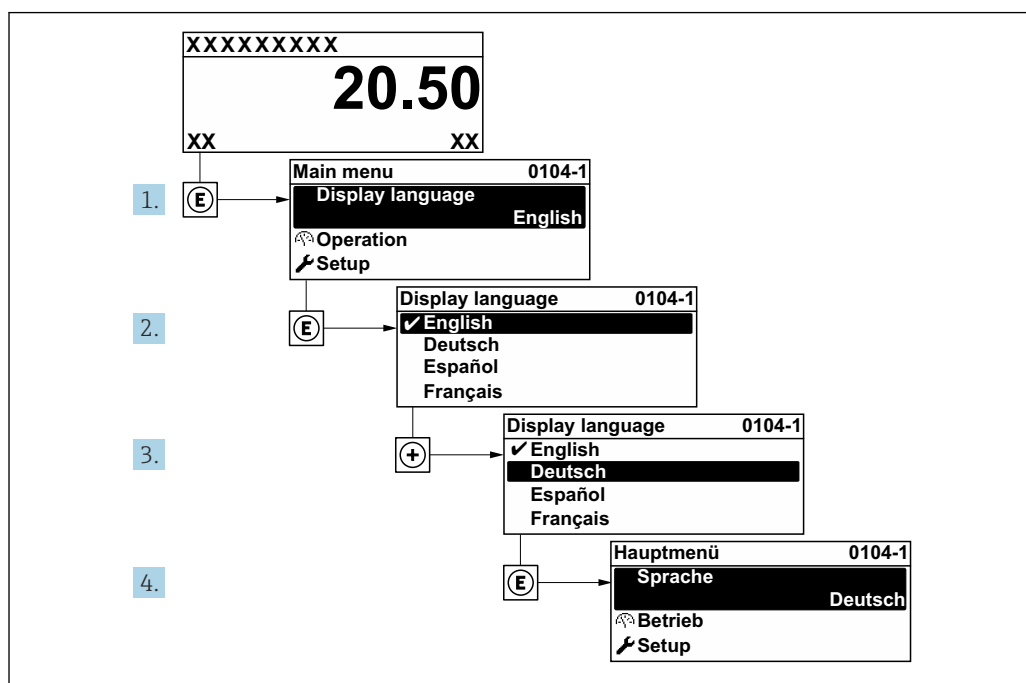 XXXXXXXXX
20.50
XX XX
1. E
Main menu 0104-1
Display language
English
Operation
Setup
2. E
Display language 0104-1
✔ English
Deutsch
Español
Français
3. +
Display language 0104-1
✔ English
Deutsch
Español
Français
4. E
Hauptmenü 0104-1
Sprache
Deutsch
Betrieb
Setup